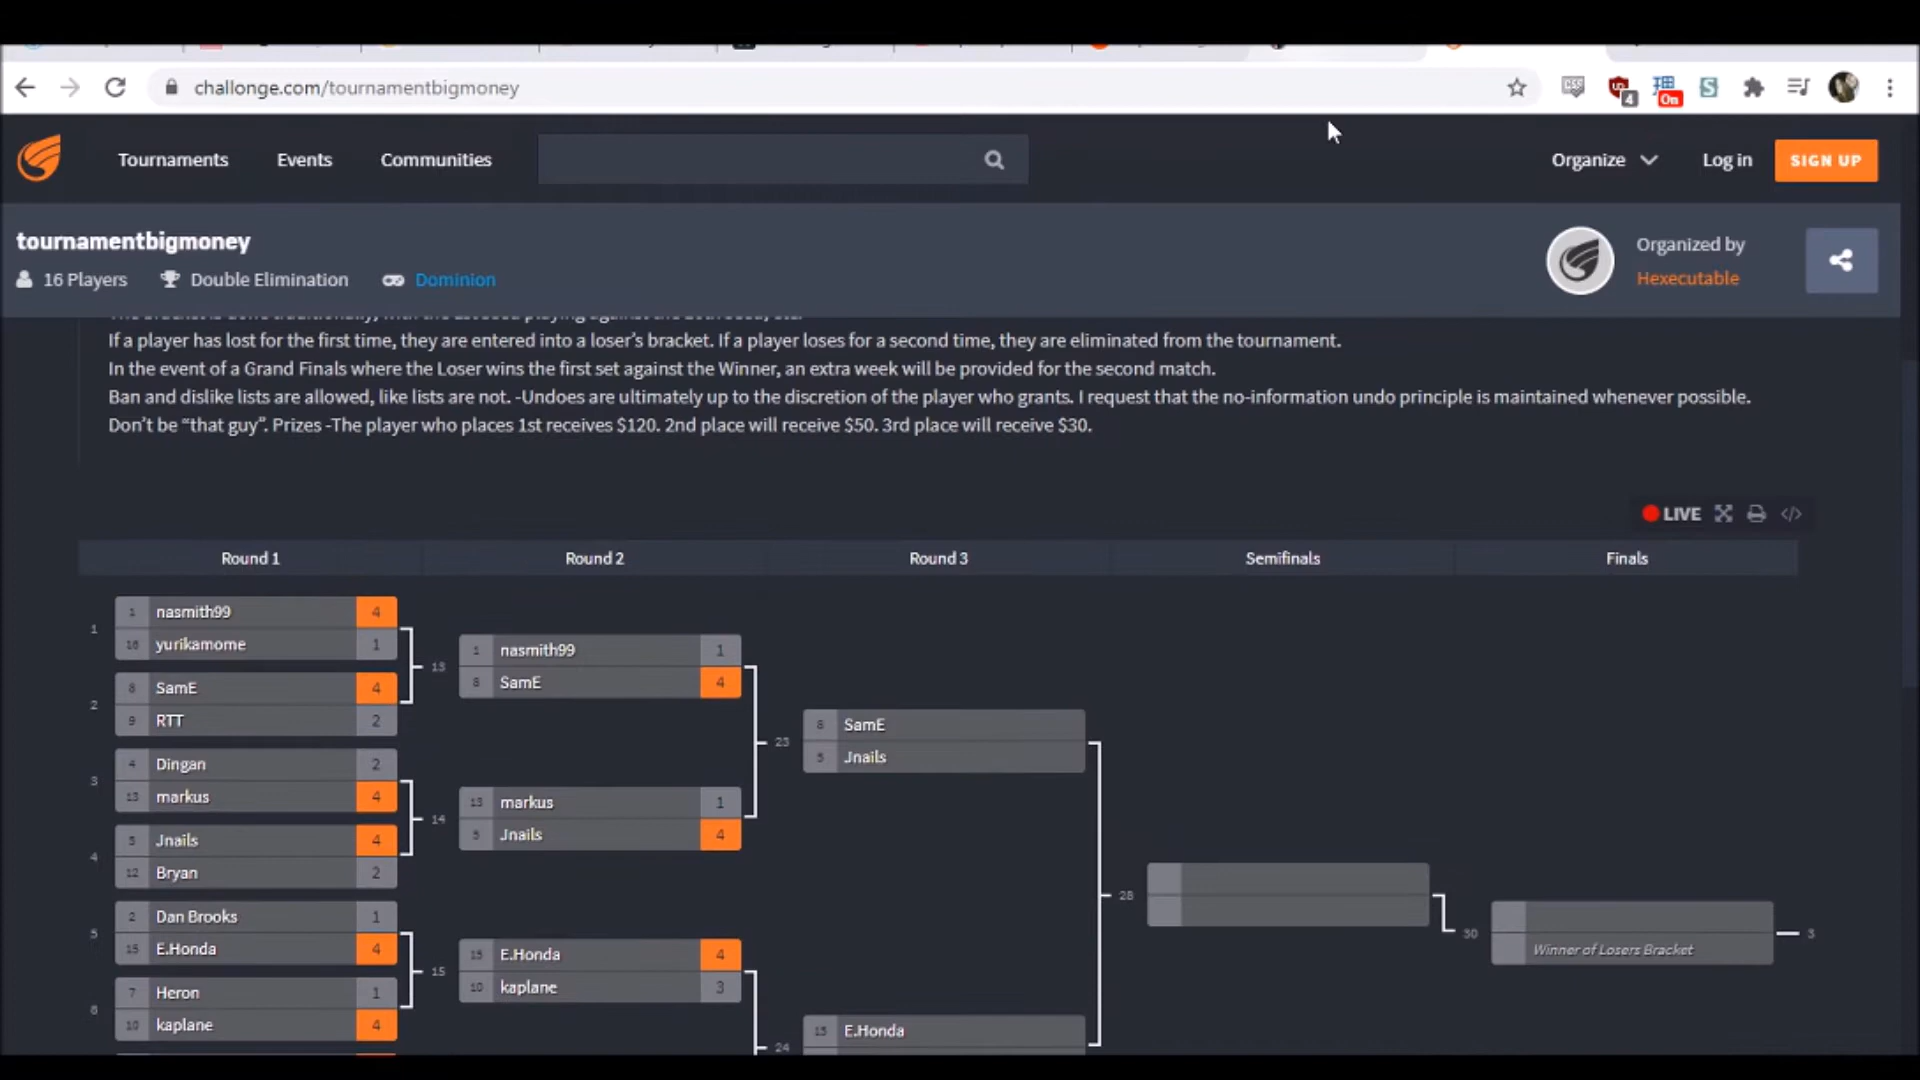 challonge.com/tournamentbigmoney
4
On
Tournaments
Events
Communities
Organize
Log in
SIGN UP
tournamentbigmoney
16 Players
Double Elimination
Dominion
Organized by
Hexecutable
If a player has lost for the first time, they are entered into a loser's bracket. If a player loses for a second time, they are eliminated from the tournament.
In the event of a Grand Finals where the Loser wins the first set against the Winner, an extra week will be provided for the second match.
Ban and dislike lists are allowed, like lists are not. -Undoes are ultimately up to the discretion of the player who grants. I request that the no-information undo principle is maintained whenever possible.
Don't be “that guy”. Prizes -The player who places 1st receives $120. 2nd place will receive $50. 3rd place will receive $30.
LIVE
Round 1
Round 2
Round 3
Semifinals
Finals
1
1 nasmith99 4
16 yurikamome 1
2
8 SamE 4
9 RTT 2
3
4 Dingan 2
13 markus 4
4
5 Jnails 4
12 Bryan 2
5
2 Dan Brooks 1
15 E.Honda 4
6
7 Heron 1
10 kaplane 4
13
1 nasmith99 1
8 SamE 4
14
13 markus 1
5 Jnails 4
15
15 E.Honda 4
10 kaplane 3
23
8 SamE
5 Jnails
24
15 E.Honda
28
30
Winner of Losers Bracket
3